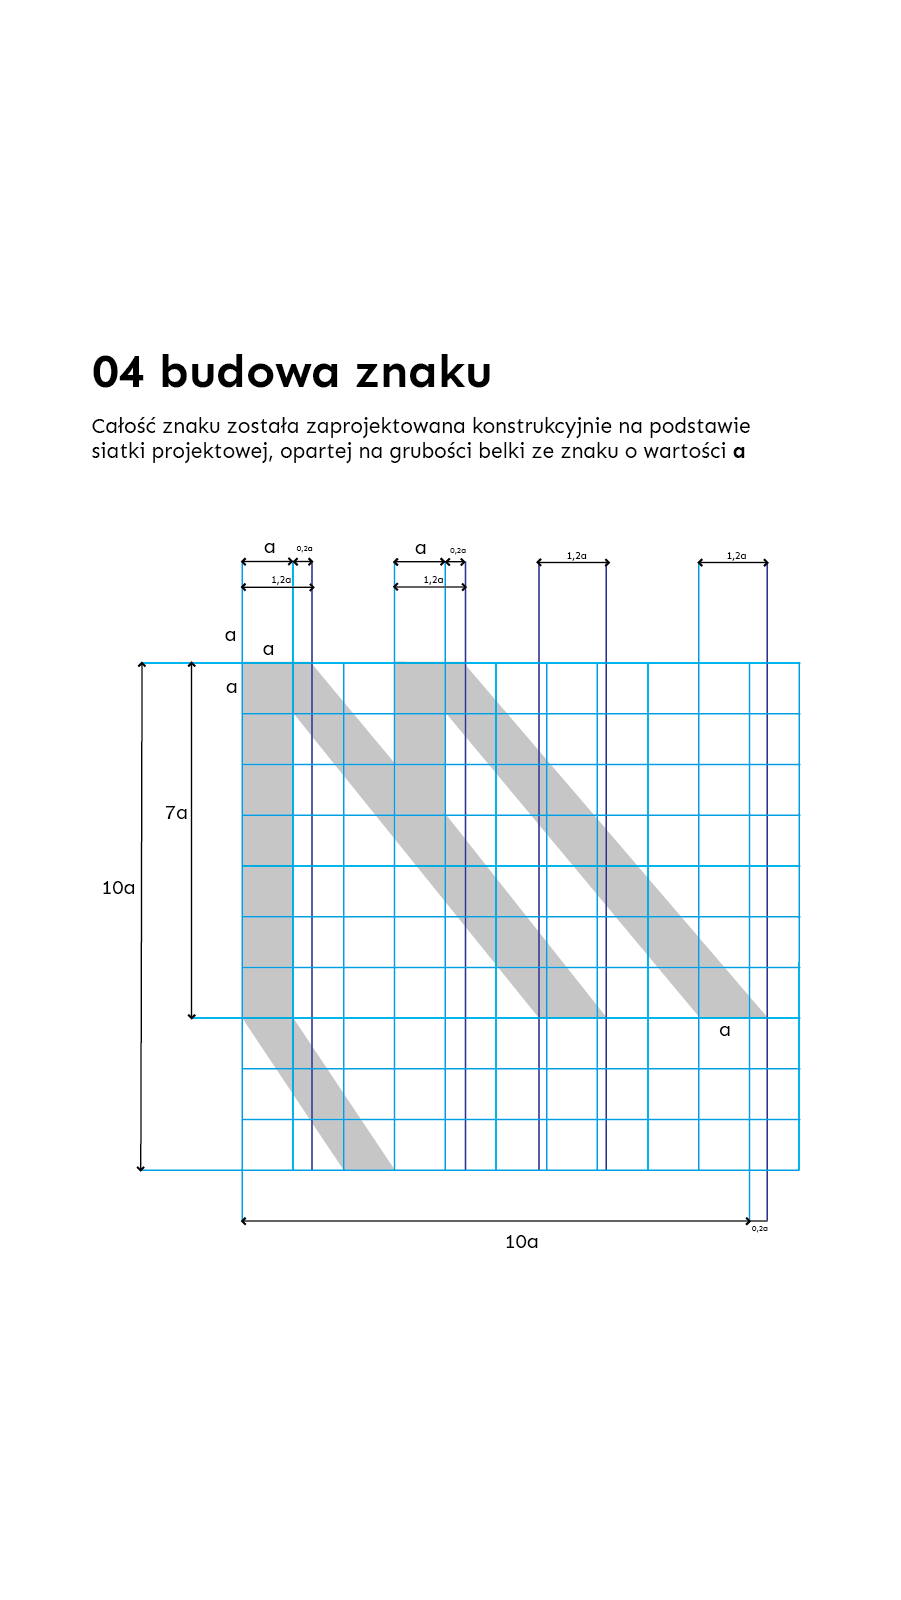 04 budowa znaku
Całość znaku została zaprojektowana konstrukcyjnie na podstawie
siatki projektowej, opartej na grubości belki ze znaku o wartości a
a 0,2a a 0,2a 1,2a 1,2a
1,2a 1,2a
a
a
a
7a
10a
a
0,2a
10a